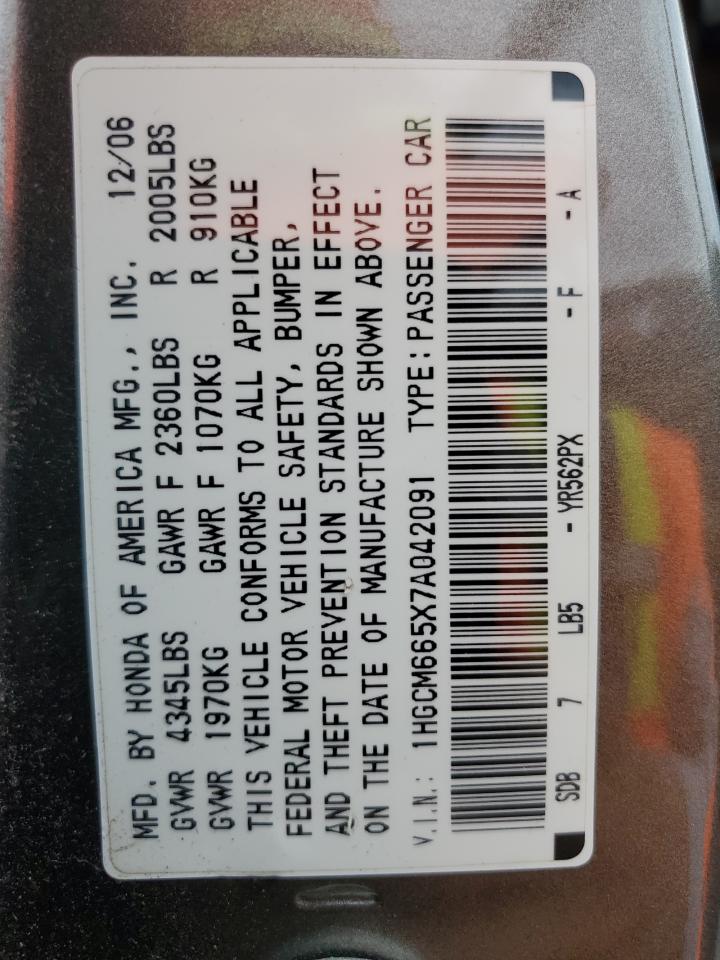 MFD. BY HONDA OF AMERICA MFG., INC. 12/06
GVWR 4345LBS GAWR F 2360LBS R 2005LBS
GVWR 1970KG GAWR F 1070KG R 910KG
THIS VEHICLE CONFORMS TO ALL APPLICABLE
FEDERAL MOTOR VEHICLE SAFETY, BUMPER,
AND THEFT PREVENTION STANDARDS IN EFFECT
ON THE DATE OF MANUFACTURE SHOWN ABOVE.
V.I.N.: 1HGCM665X7A042091 TYPE:PASSENGER CAR
SDB 7 LB5 - YR562PX - F - A